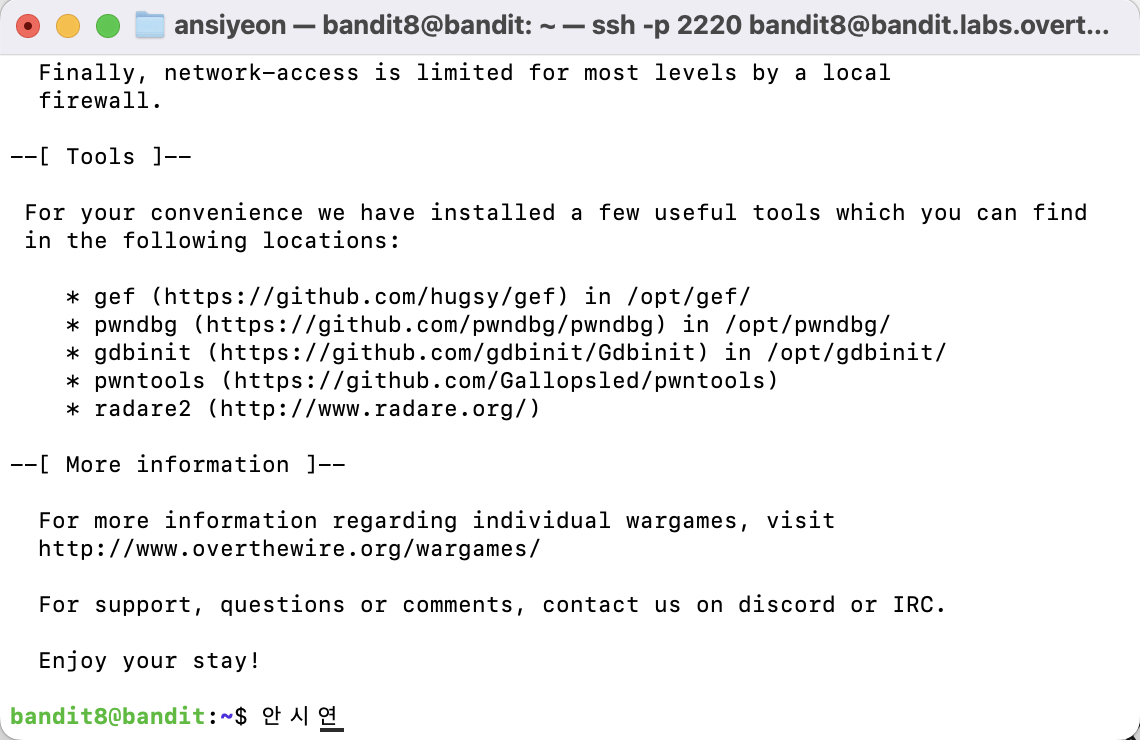 ansiyeon — bandit8@bandit: ~ — ssh -p 2220 bandit8@bandit.labs.overt...
Finally, network-access is limited for most levels by a local
firewall.
--[ Tools ]--
For your convenience we have installed a few useful tools which you can find
in the following locations:
* gef (https://github.com/hugsy/gef) in /opt/gef/
* pwndbg (https://github.com/pwndbg/pwndbg) in /opt/pwndbg/
* gdbinit (https://github.com/gdbinit/Gdbinit) in /opt/gdbinit/
* pwntools (https://github.com/Gallopsled/pwntools)
* radare2 (http://www.radare.org/)
--[ More information ]--
For more information regarding individual wargames, visit
http://www.overthewire.org/wargames/
For support, questions or comments, contact us on discord or IRC.
Enjoy your stay!
bandit8@bandit:~$ 안 시 연